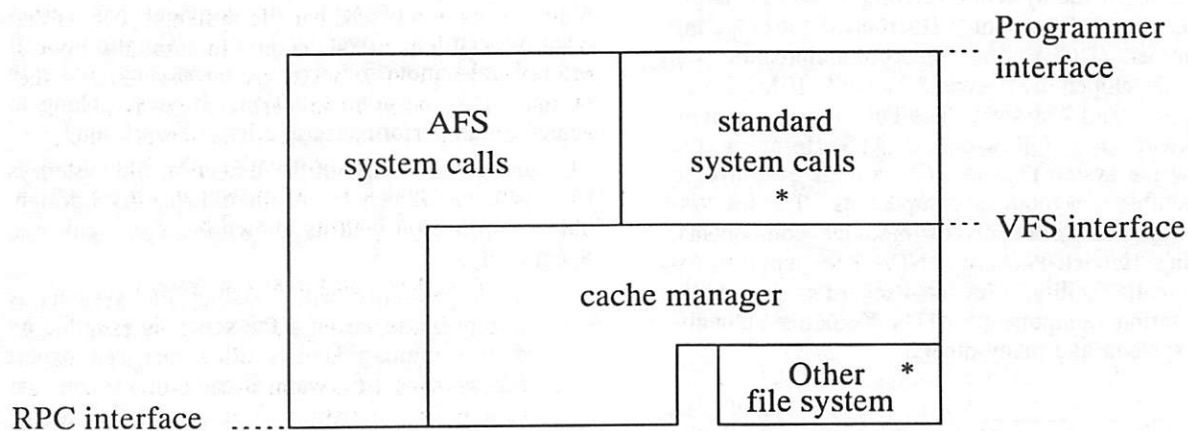 Programmer
interface
AFS
system calls
standard
system calls
*
VFS interface
cache manager
Other *
file system
RPC interface